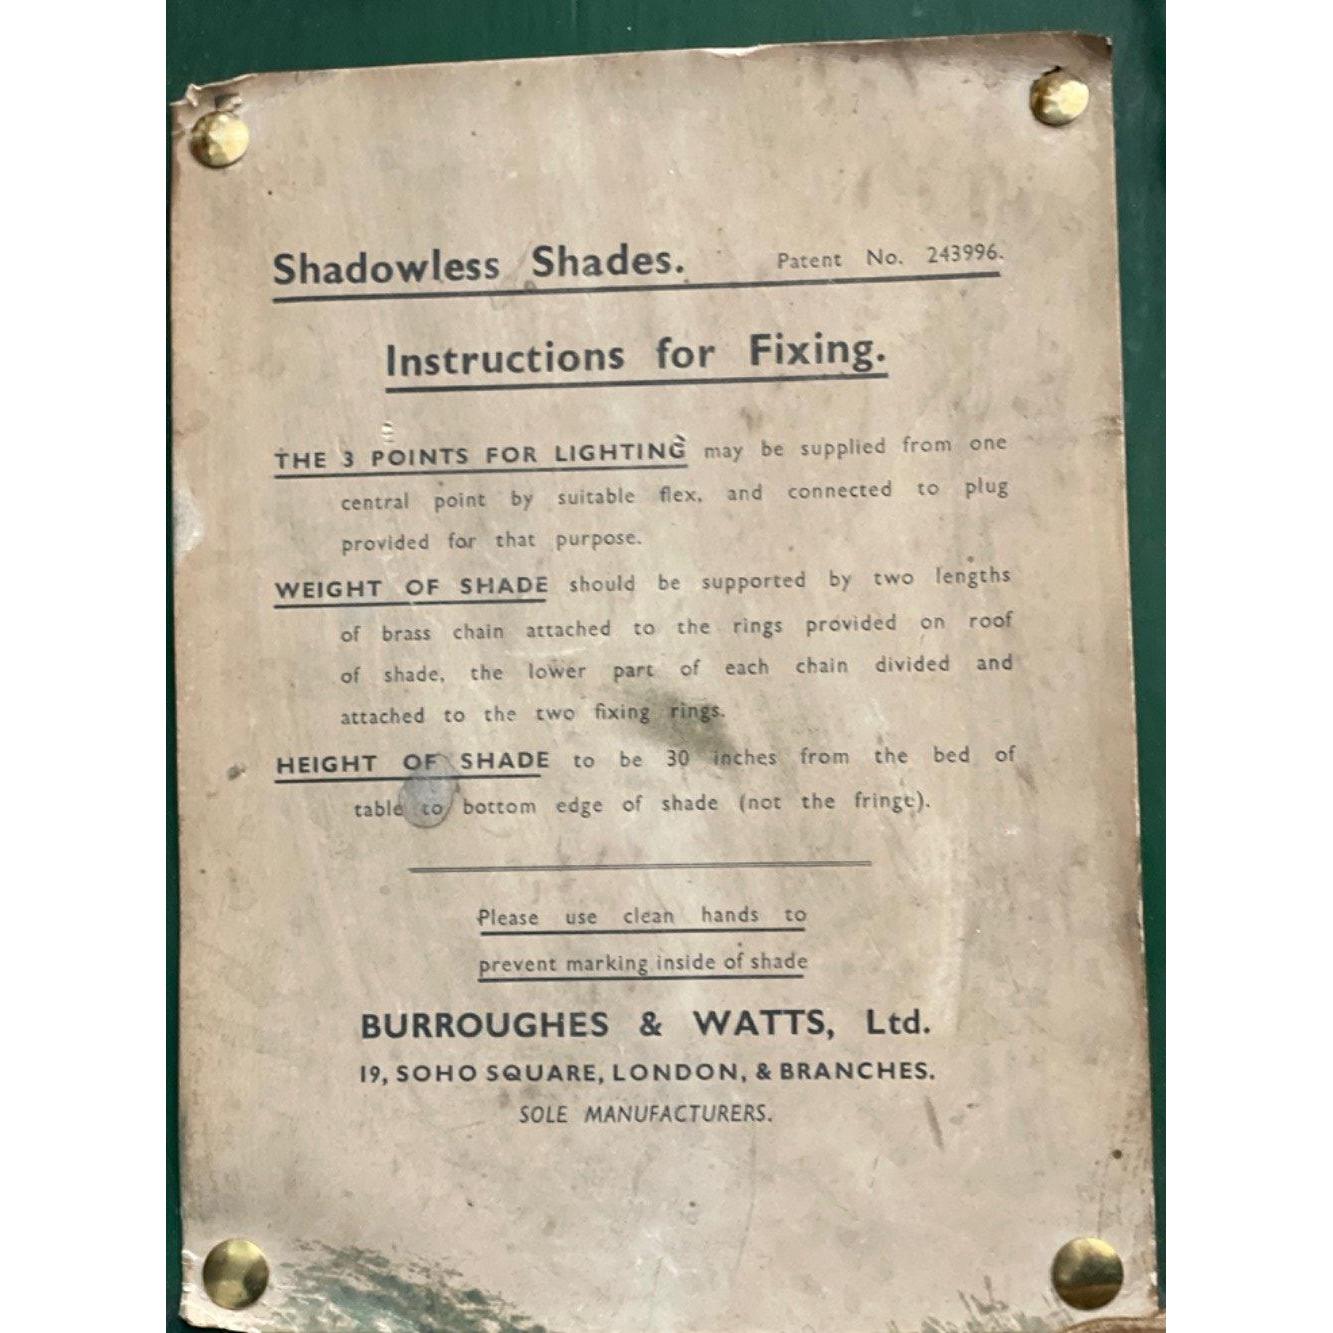 Shadowless Shades. Patent No. 243996.
Instructions for Fixing.
THE 3 POINTS FOR LIGHTING may be supplied from one
central point by suitable flex, and connected to plug
provided for that purpose.
WEIGHT OF SHADE should be supported by two lengths
of brass chain attached to the rings provided on roof
of shade, the lower part of each chain divided and
attached to the two fixing rings.
HEIGHT OF SHADE to be 30 inches from the bed of
table to bottom edge of shade (not the fringe).
Please use clean hands to
prevent marking inside of shade
BURROUGHES & WATTS, Ltd.
19, SOHO SQUARE, LONDON, & BRANCHES.
SOLE MANUFACTURERS.